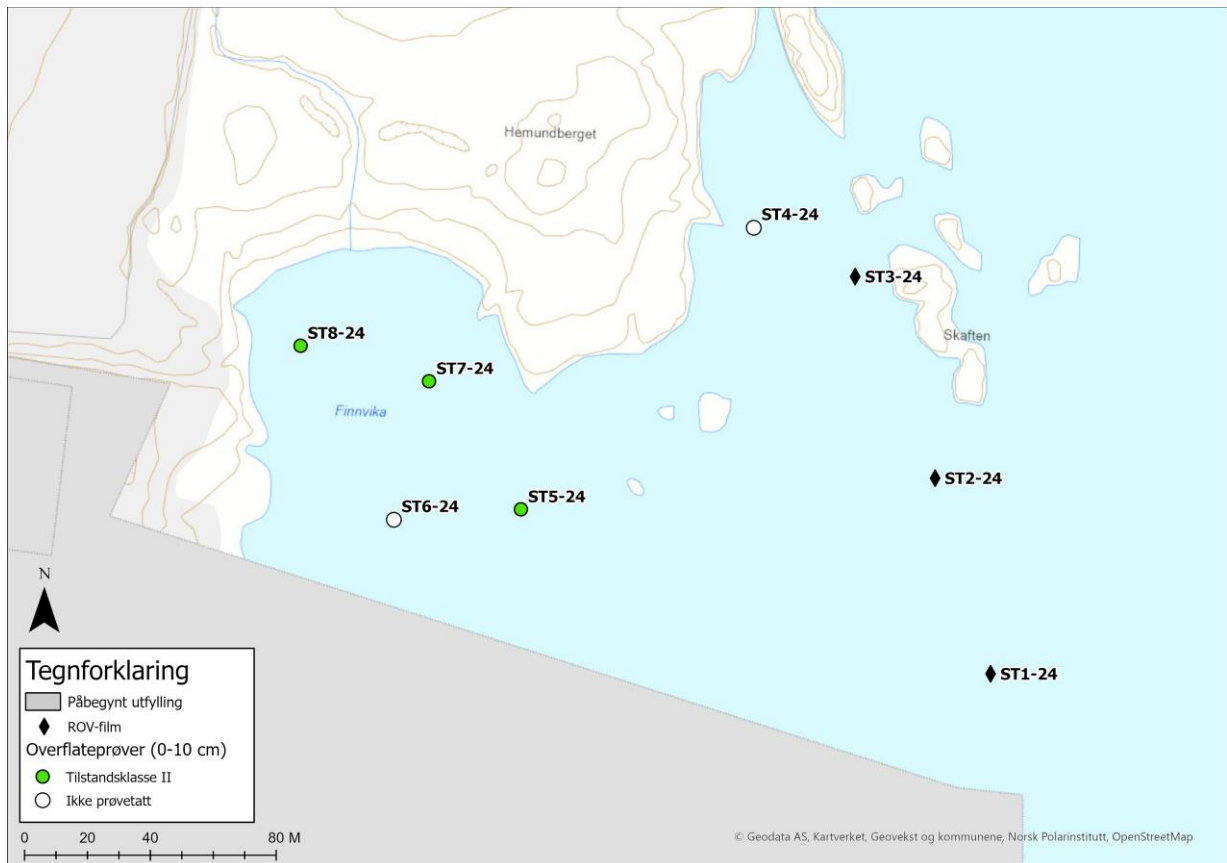 Hemundberget
ST4-24
ST3-24
Skaften
ST8-24
ST7-24
Finnvika
ST2-24
ST6-24
ST5-24
N
ST1-24
Tegnforklaring
Påbegynt utfylling
ROV-film
Overflateprøver (0-10 cm)
Tilstandsklasse II
Ikke prøvetatt
0 20 40 80 M
© Geodata AS, Kartverket, Geovekst og kommunene, Norsk Polarinstitutt, OpenStreetMap